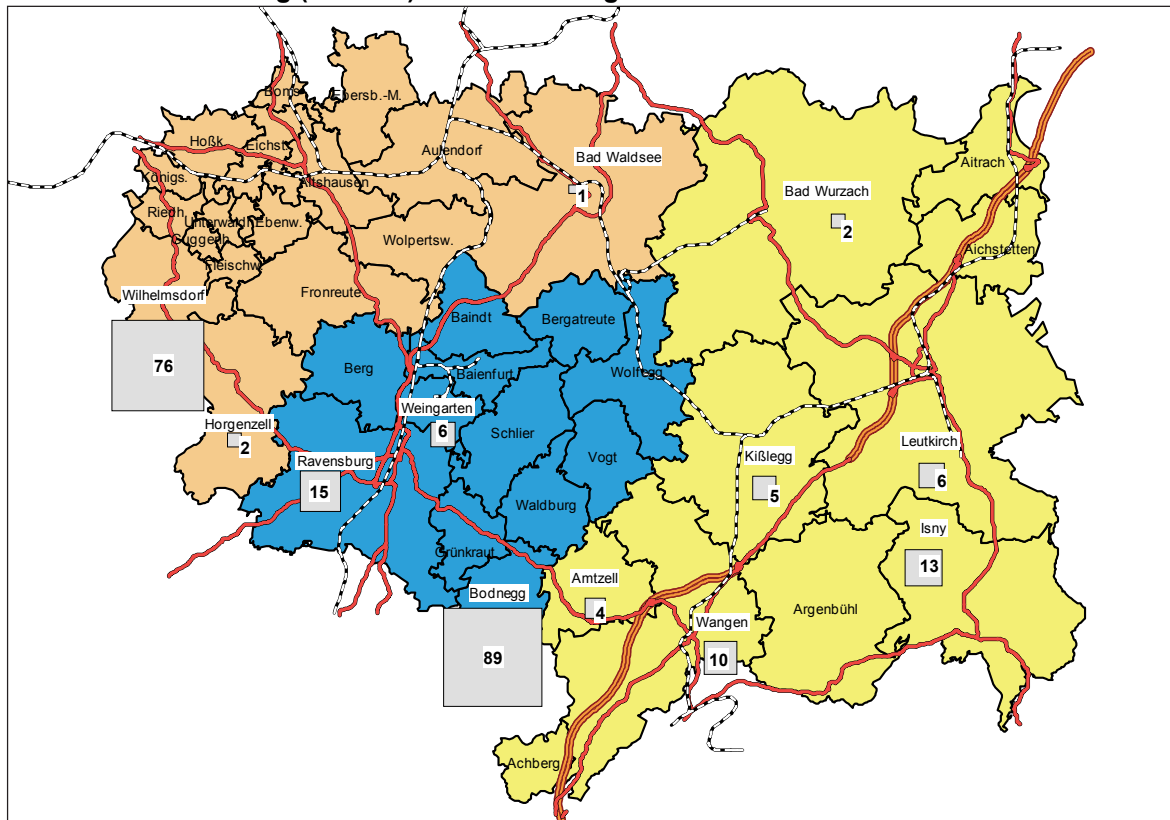 Boms
Ebersb.-M.
Hoßk.
Eichst.
Aulendorf
Bad Waldsee
Aitrach
Königs.
Altshausen
1
Bad Wurzach
2
Riedh.
Unterwaldh.
Ebenw.
Guggenh.
Wolpertsw.
Aichstetten
Fleischw.
Wilhelmsdorf
Fronreute
76
Baindt
Bergatreute
Berg
Baienfurt
Wolfegg
Weingarten
6
Horgenzell
2
Schlier
Ravensburg
15
Vogt
Kißlegg
5
Leutkirch
6
Waldburg
Isny
13
Grünkraut
Bodnegg
89
Amtzell
4
Argenbühl
Wangen
10
Achberg